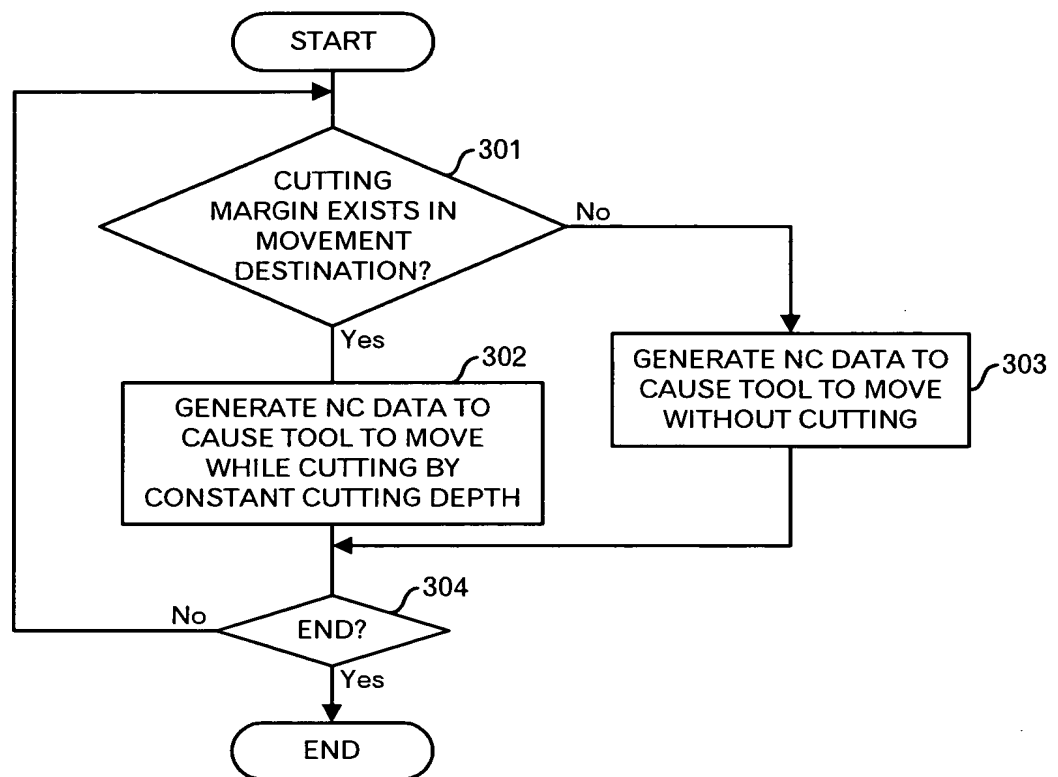 START
301
CUTTING
MARGIN EXISTS IN
MOVEMENT
DESTINATION?
No
Yes
302
GENERATE NC DATA TO
CAUSE TOOL TO MOVE
WHILE CUTTING BY
CONSTANT CUTTING DEPTH
GENERATE NC DATA TO
CAUSE TOOL TO MOVE
WITHOUT CUTTING
303
304
No
END?
Yes
END